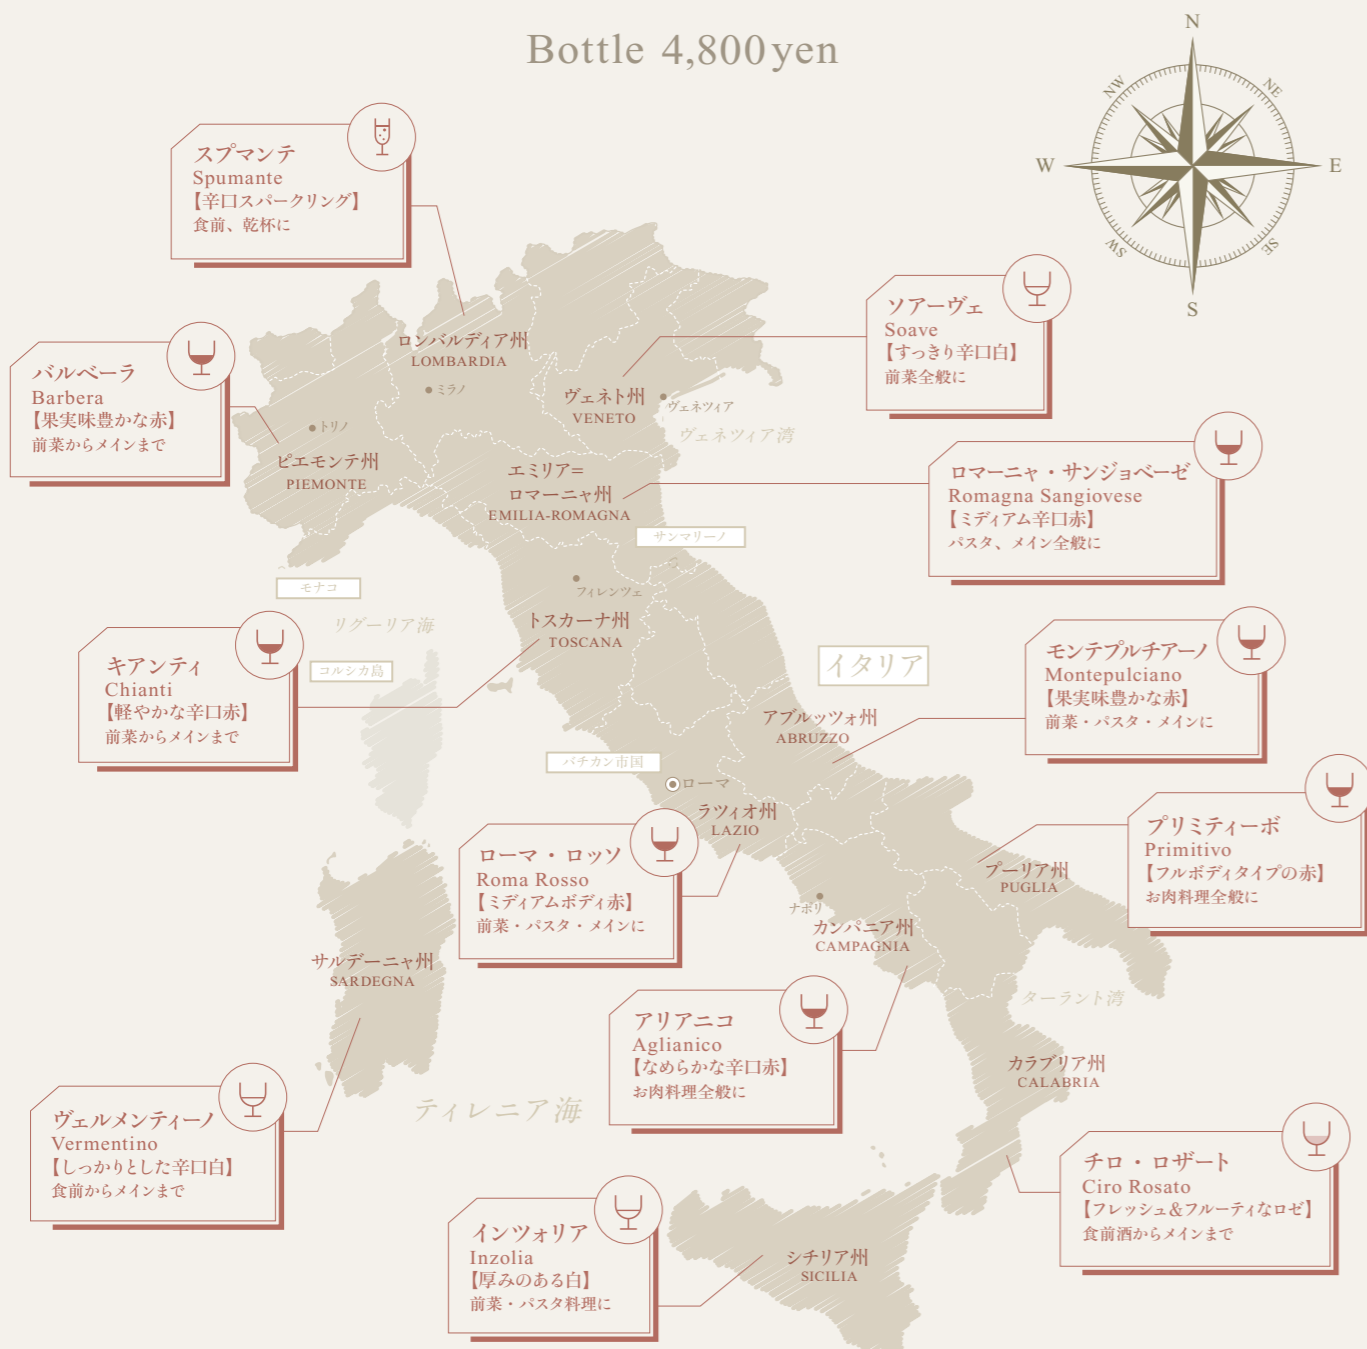 Bottle 4,800yen
N
NE
E
SE
S
SW
W
NW
スプマンテ
Spumante
【辛口スパークリング】
食前、乾杯に
ロンバルディア州
LOMBARDIA
ミラノ
ソアーヴェ
Soave
【すっきり辛口白】
前菜全般に
ヴェネト州
VENETO
ヴェネツィア
ヴェネツィア湾
バルベーラ
Barbera
【果実味豊かな赤】
前菜からメインまで
トリノ
ピエモンテ州
PIEMONTE
エミリア=
ロマーニャ州
EMILIA-ROMAGNA
ロマーニャ・サンジョベーゼ
Romagna Sangiovese
【ミディアム辛口赤】
パスタ、メイン全般に
サンマリーノ
モナコ
リグーリア海
コルシカ島
フィレンツェ
トスカーナ州
TOSCANA
キアンティ
Chianti
【軽やかな辛口赤】
前菜からメインまで
イタリア
モンテプルチアーノ
Montepulciano
【果実味豊かな赤】
前菜・パスタ・メインに
アブルッツォ州
ABRUZZO
バチカン市国
ローマ
ラツィオ州
LAZIO
ローマ・ロッソ
Roma Rosso
【ミディアムボディ赤】
前菜・パスタ・メインに
プリミティーボ
Primitivo
【フルボディタイプの赤】
お肉料理全般に
プーリア州
PUGLIA
ナポリ
カンパニア州
CAMPAGNIA
サルデーニャ州
SARDEGNA
アリアニコ
Aglianico
【なめらかな辛口赤】
お肉料理全般に
ターラント湾
カラブリア州
CALABRIA
ティレニア海
ヴェルメンティーノ
Vermentino
【しっかりとした辛口白】
食前からメインまで
チロ・ロザート
Ciro Rosato
【フレッシュ&フルーティなロゼ】
食前酒からメインまで
インツォリア
Inzolia
【厚みのある白】
前菜・パスタ料理に
シチリア州
SICILIA